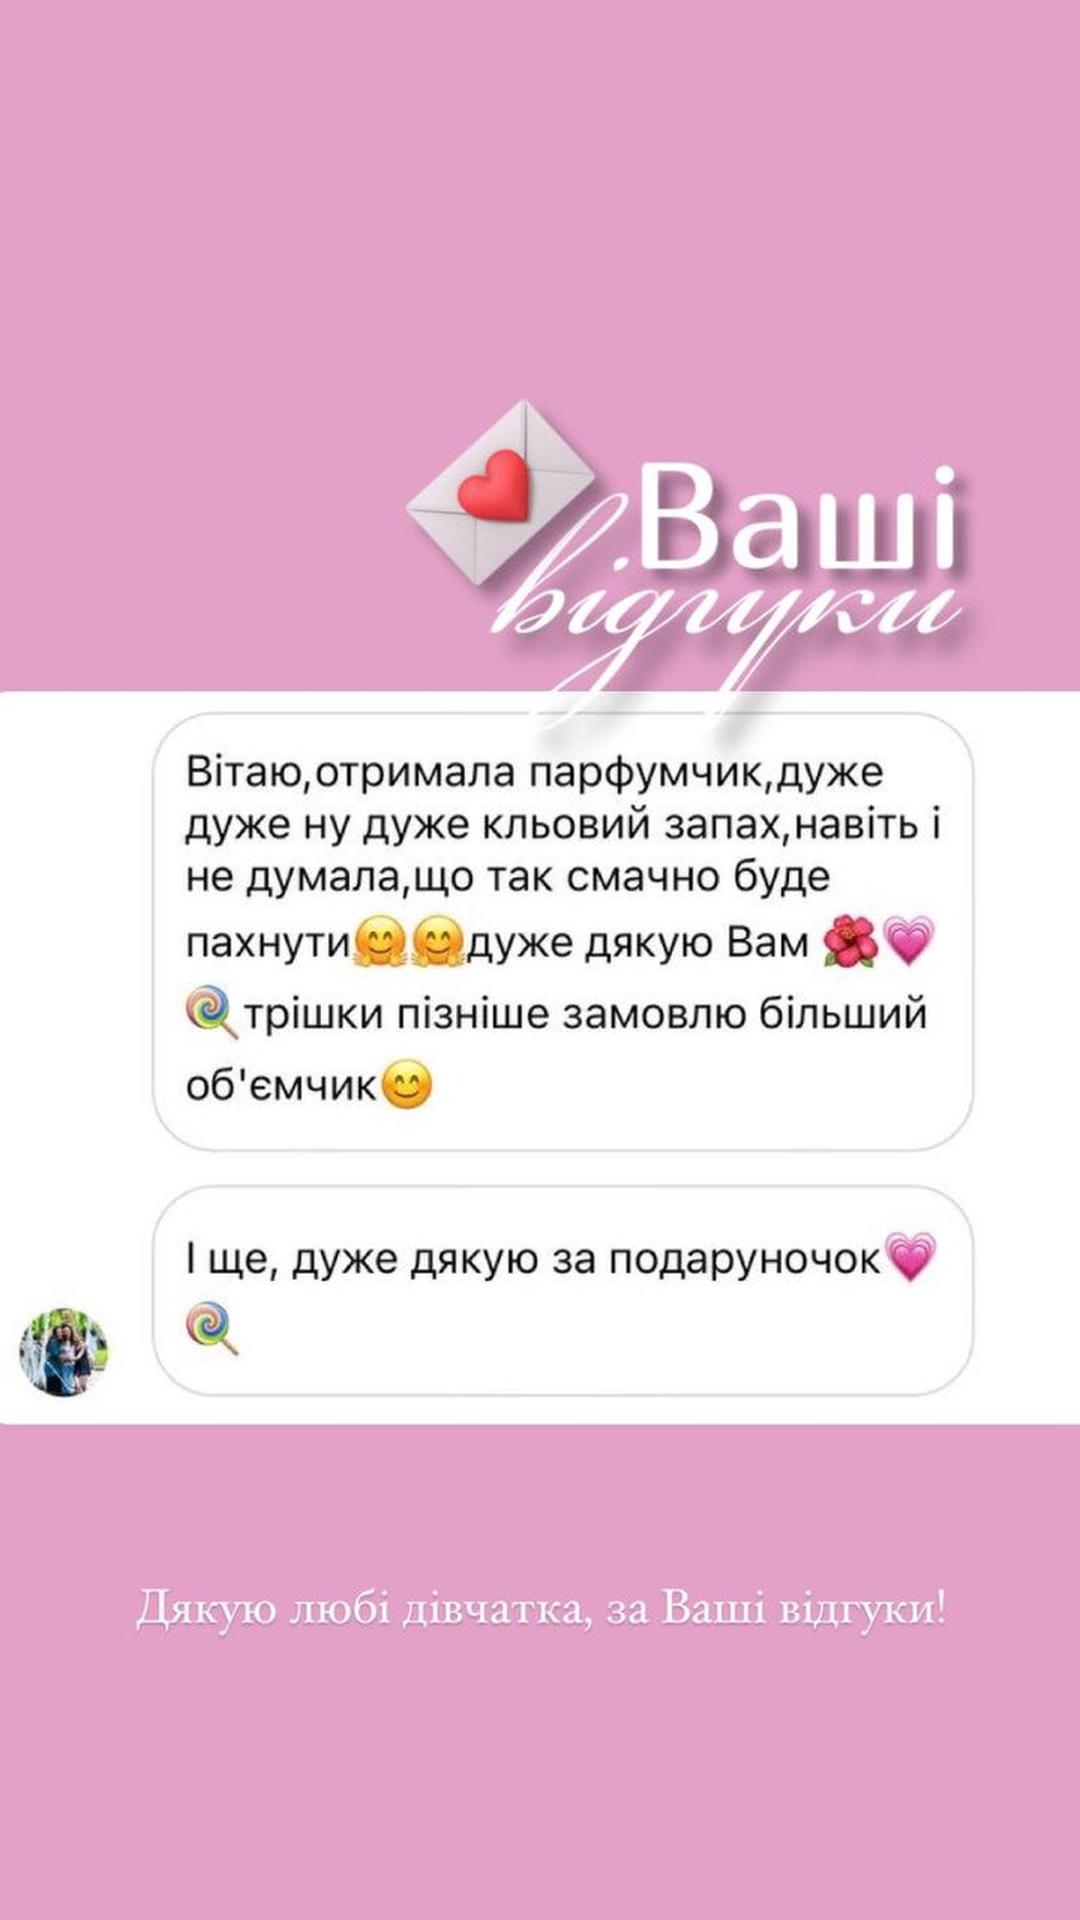 Ваші
відгуки
Вітаю,отримала парфумчик,дуже
дуже ну дуже кльовий запах,навіть і
не думала,що так смачно буде
пахнути🤗🤗дуже дякую Вам 🌺💗
🍭трішки пізніше замовлю більший
об'ємчик😊
І ще, дуже дякую за подаруночок💗
🍭
Дякую любі дівчатка, за Ваші відгуки!